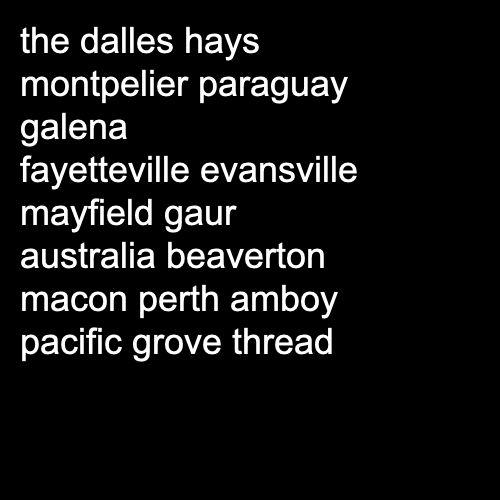 the dalles hays
montpelier paraguay
galena
fayetteville evansville
mayfield gaur
australia beaverton
macon perth amboy
pacific grove thread